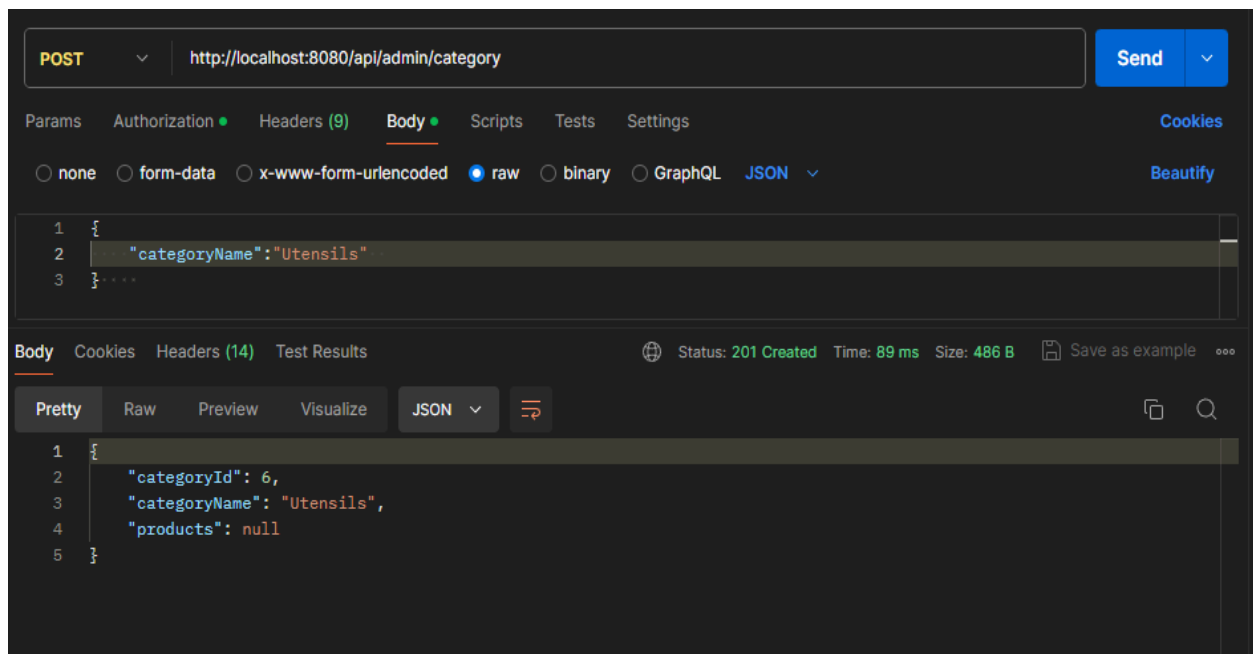 POST http://localhost:8080/api/admin/category Send
Params Authorization Headers (9) Body Scripts Tests Settings Cookies
none form-data x-www-form-urlencoded raw binary GraphQL JSON Beautify
1 {
2 "categoryName":"Utensils"
3 }
Body Cookies Headers (14) Test Results Status: 201 Created Time: 89 ms Size: 486 B Save as example
Pretty Raw Preview Visualize JSON
1 {
2 "categoryId": 6,
3 "categoryName": "Utensils",
4 "products": null
5 }